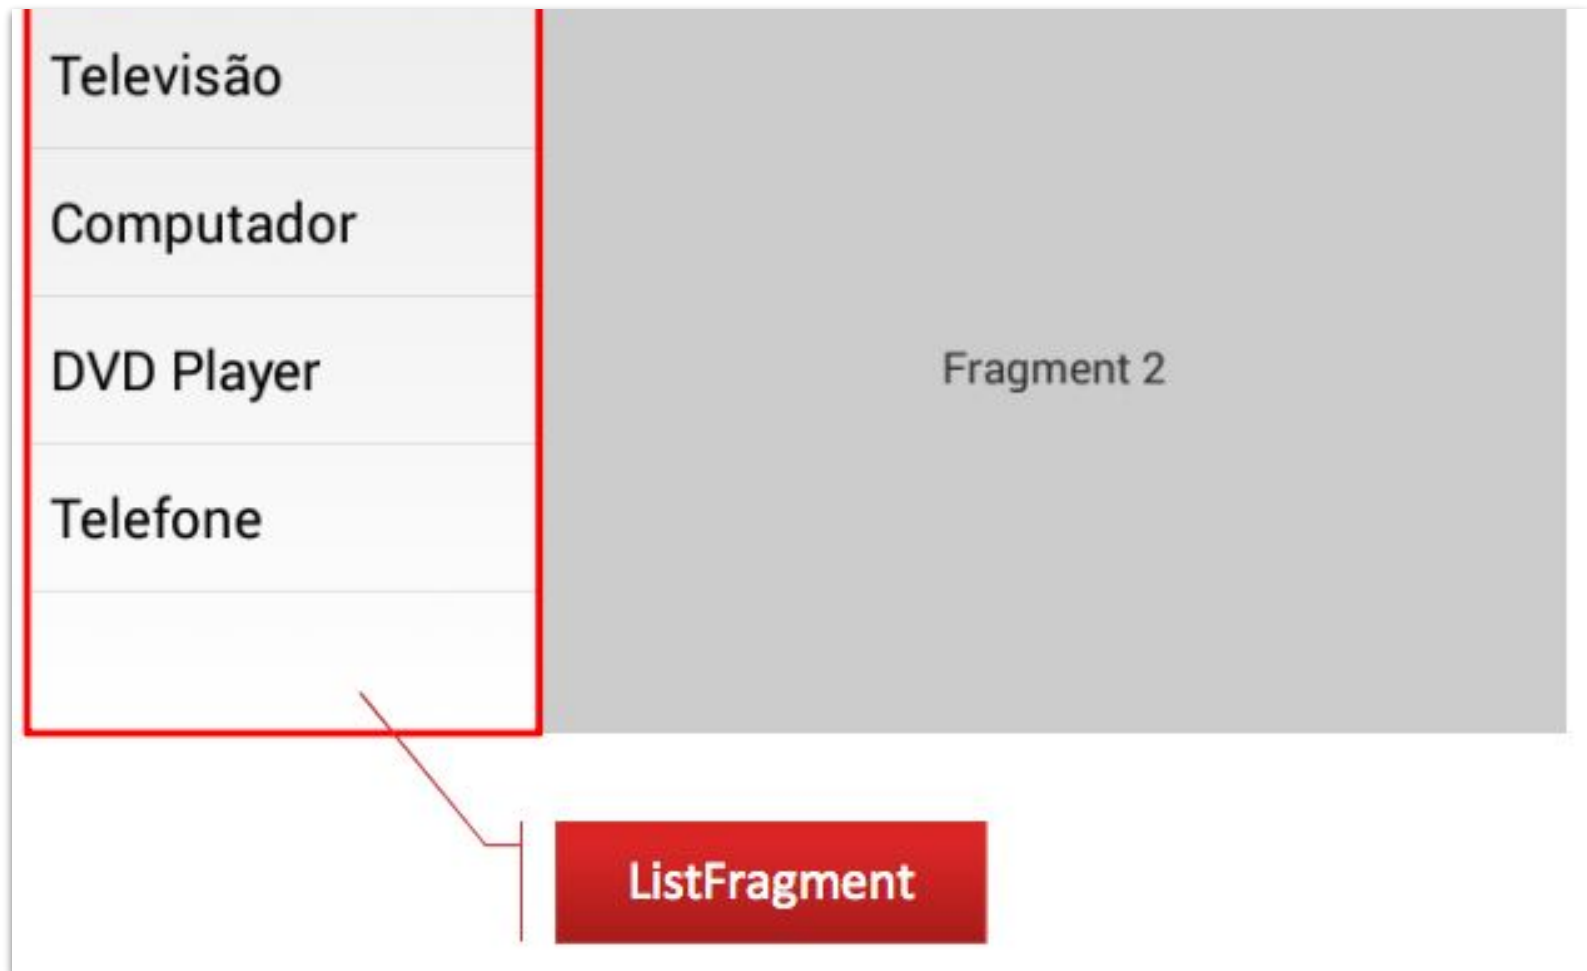 Televisão
Computador
DVD Player
Telefone
Fragment 2
ListFragment